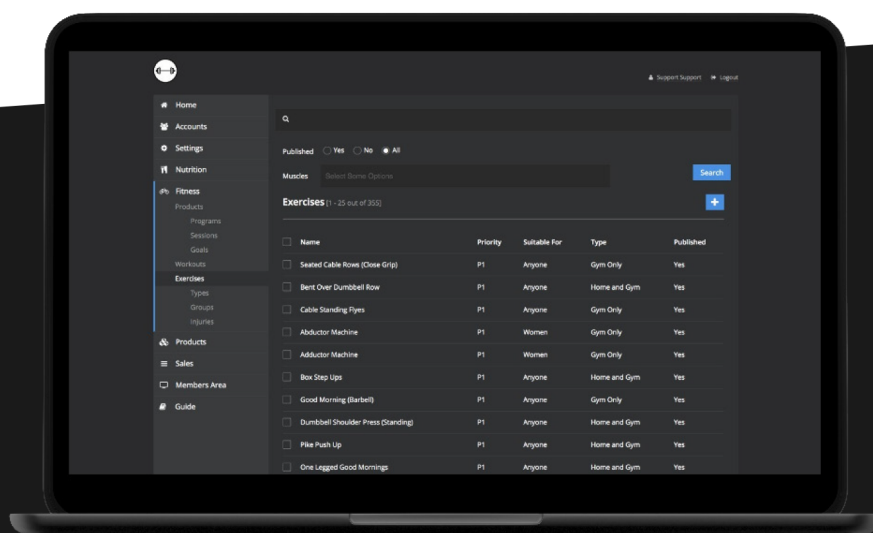 Support Support Logout
Home
Accounts
Settings
Nutrition
Fitness
Products
Programs
Sessions
Goals
Workouts
Exercises
Types
Groups
Injuries
Products
Sales
Members Area
Guide
Published Yes No All
Muscles Select Some Options Search
Exercises [1 - 25 out of 355] +
Name Priority Suitable For Type Published
Seated Cable Rows (Close Grip) P1 Anyone Gym Only Yes
Bent Over Dumbbell Row P1 Anyone Home and Gym Yes
Cable Standing Flyes P1 Anyone Gym Only Yes
Abductor Machine P1 Women Gym Only Yes
Adductor Machine P1 Women Gym Only Yes
Box Step Ups P1 Anyone Home and Gym Yes
Good Morning (Barbell) P1 Anyone Gym Only Yes
Dumbbell Shoulder Press (Standing) P1 Anyone Home and Gym Yes
Pike Push Up P1 Anyone Home and Gym Yes
One Legged Good Mornings P1 Anyone Home and Gym Yes